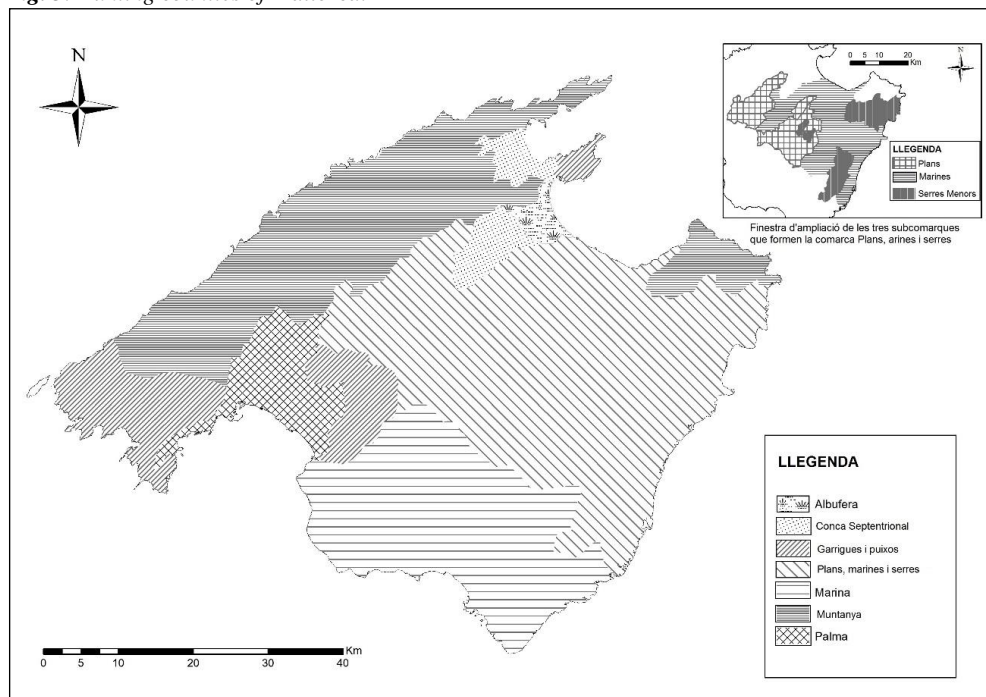 N
0 5 10 20
Km
N
LLEGENDA
Plans
Marines
Serres Menors
Finestra d'ampliació de les tres subcomarques
que formen la comarca Plans, arines i serres
LLEGENDA
Albufera
Conca Septentrional
Garrigues i puixos
Plans, marines i serres
Marina
Muntanya
Palma
Km
0 5 10 20 30 40